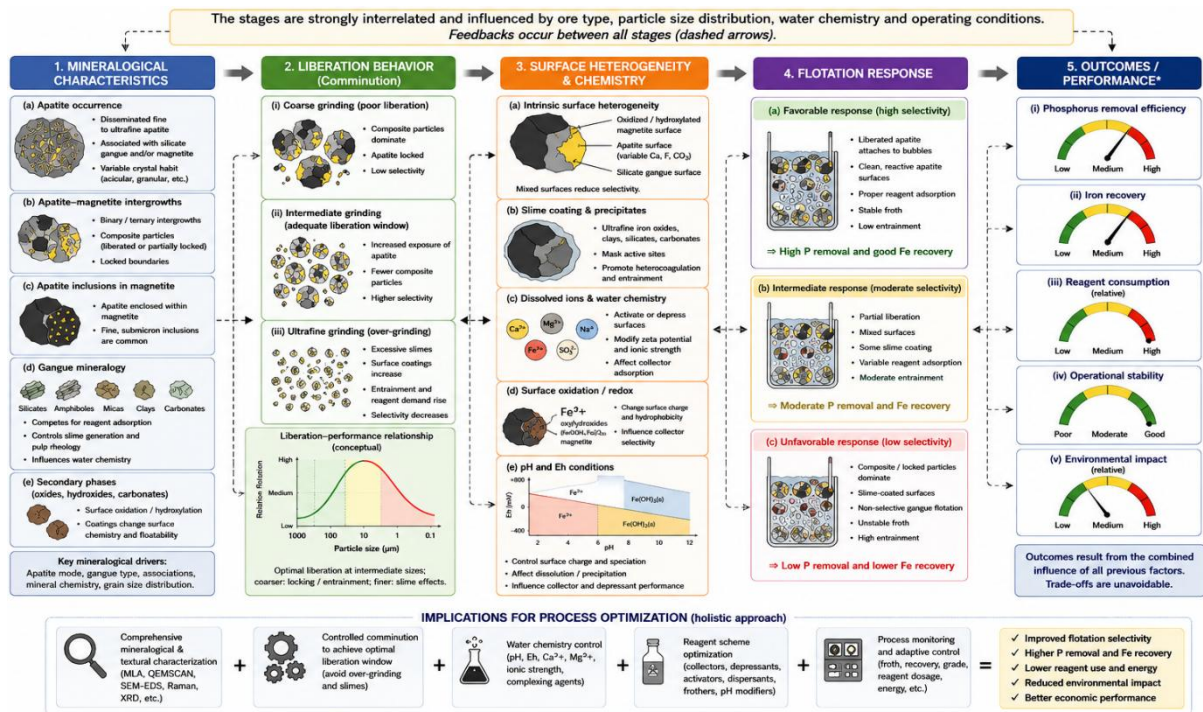 The stages are strongly interrelated and influenced by ore type, particle size distribution, water chemistry and operating conditions.
Feedbacks occur between all stages (dashed arrows).
1. MINERALOGICAL
CHARACTERISTICS
(a) Apatite occurrence
• Disseminated fine
to ultrafine apatite
• Associated with silicate
gangue and/or magnetite
• Variable crystal habit
(acicular, granular, etc.)
(b) Apatite–magnetite intergrowths
• Binary / ternary intergrowths
• Composite particles
(liberated or partially locked)
• Locked boundaries
(c) Apatite inclusions in magnetite
• Apatite enclosed within
magnetite
• Fine, submicron inclusions
are common
(d) Gangue mineralogy
Silicates Amphiboles Micas Clays Carbonates
• Competes for reagent adsorption
• Controls slime generation and
pulp rheology
• Influences water chemistry
(e) Secondary phases
(oxides, hydroxides, carbonates)
• Surface oxidation / hydroxylation
• Coatings change surface
chemistry and floatability
Key mineralogical drivers:
Apatite mode, gangue type, associations,
mineral chemistry, grain size distribution.
2. LIBERATION BEHAVIOR
(Comminution)
(i) Coarse grinding (poor liberation)
• Composite particles
dominate
• Apatite locked
• Low selectivity
(ii) Intermediate grinding
(adequate liberation window)
• Increased exposure of
apatite
• Fewer composite
particles
• Higher selectivity
(iii) Ultrafine grinding (over-grinding)
• Excessive slimes
• Surface coatings
increase
• Entrainment and
reagent demand rise
• Selectivity decreases
Liberation–performance relationship
(conceptual)
Relative Relation
High
Medium
Low
1000 100 10 1 0.1
Particle size (µm)
Optimal liberation at intermediate sizes;
coarser: locking / entrainment; finer: slime effects.
3. SURFACE HETEROGENEITY
& CHEMISTRY
(a) Intrinsic surface heterogeneity
Oxidized / hydroxylated
magnetite surface
Apatite surface
(variable Ca, F, CO₃)
Silicate gangue surface
Mixed surfaces reduce selectivity.
(b) Slime coating & precipitates
• Ultrafine iron oxides,
clays, silicates, carbonates
• Mask active sites
• Promote heterocoagulation
and entrainment
(c) Dissolved ions & water chemistry
• Activate or depress
surfaces
• Modify zeta potential
and ionic strength
• Affect collector
adsorption
(d) Surface oxidation / redox
oxyhydroxides
magnetite
• Change surface charge
and hydrophobicity
• Influence collector
selectivity
(e) pH and Eh conditions
Eh [mV]
+800
0
-400
Fe(OH)₃(a)
Fe(OH)₂(a)
2 4 6 8 10 12
pH
• Control surface charge and speciation
• Affect dissolution / precipitation
• Influence collector and depressant performance
4. FLOTATION RESPONSE
(a) Favorable response (high selectivity)
• Liberated apatite
attaches to bubbles
• Clean, reactive apatite
surfaces
• Proper reagent adsorption
• Stable froth
• Low entrainment
⇒ High P removal and good Fe recovery
(b) Intermediate response (moderate selectivity)
• Partial liberation
• Mixed surfaces
• Some slime coating
• Variable reagent adsorption
• Moderate entrainment
⇒ Moderate P removal and Fe recovery
(c) Unfavorable response (low selectivity)
• Composite / locked particles
dominate
• Slime-coated surfaces
• Non-selective gangue flotation
• Unstable froth
• High entrainment
⇒ Low P removal and lower Fe recovery
5. OUTCOMES /
PERFORMANCE*
(i) Phosphorus removal efficiency
Low Medium High
(ii) Iron recovery
Low Medium High
(iii) Reagent consumption
(relative)
Low Medium High
(iv) Operational stability
Poor Moderate Good
(v) Environmental impact
(relative)
Low Medium High
Outcomes result from the combined
influence of all previous factors.
Trade-offs are unavoidable.
IMPLICATIONS FOR PROCESS OPTIMIZATION (holistic approach)
Comprehensive
mineralogical &
textural characterization
(MLA, QEMSCAN,
SEM-EDS, Raman,
XRD, etc.)
+
Controlled comminution
to achieve optimal
liberation window
(avoid over-grinding
and slimes)
+
Water chemistry control
(pH, Eh, Ca²⁺, Mg²⁺,
ionic strength,
complexing agents)
+
Reagent scheme
optimization
(collectors, depressants,
activators, dispersants,
frothers, pH modifiers)
+
Process monitoring
and adaptive control
(froth, recovery, grade,
reagent dosage,
energy, etc.)
=
✓ Improved flotation selectivity
✓ Higher P removal and Fe recovery
✓ Lower reagent use and energy
✓ Reduced environmental impact
✓ Better economic performance